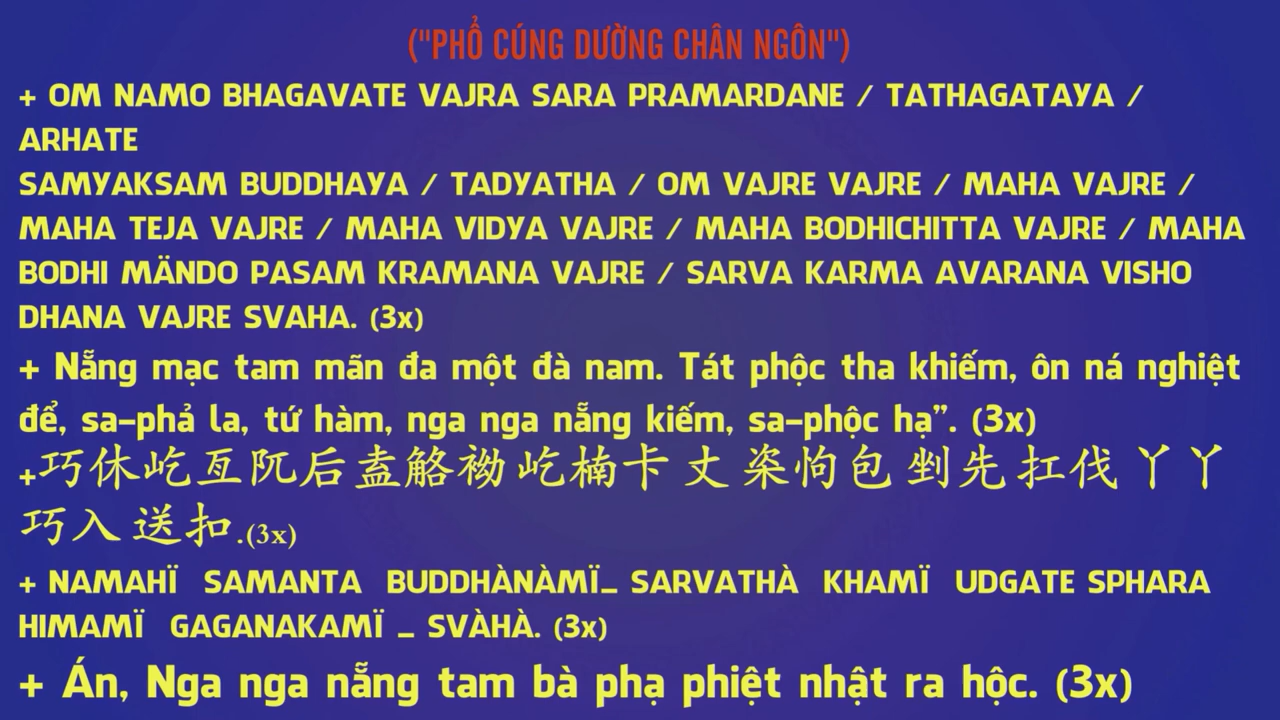 ("PHỔ CÚNG DƯỜNG CHÂN NGÔN")
+ OM NAMO BHAGAVATE VAJRA SARA PRAMARDANE / TATHAGATAYA /
ARHATE
SAMYAKSAM BUDDHAYA / TADYATHA / OM VAJRE VAJRE / MAHA VAJRE /
MAHA TEJA VAJRE / MAHA VIDYA VAJRE / MAHA BODHICHITTA VAJRE / MAHA
BODHI MÄNDO PASAM KRAMANA VAJRE / SARVA KARMA AVARANA VISHO
DHANA VAJRE SVAHA. (3x)
+ Nẵng mạc tam mãn đa một đà nam. Tát phộc tha khiếm, ôn ná nghiệt
để, sa-phả la, tứ hàm, nga nga nẵng kiếm, sa-phộc hạ”. (3x)
+巧休屹亙阢后盍觡袎屹楠卡丈栥怐包剉先扛伐丫丫
巧入送扣.(3x)
+ NAMAHÏ SAMANTA BUDDHÀNÀMÏ_ SARVATHÀ KHAMÏ UDGATE SPHARA
HIMAMÏ GAGANAKAMÏ _ SVÀHÀ. (3x)
+ Án, Nga nga nẵng tam bà phạ phiệt nhật ra hộc. (3x)